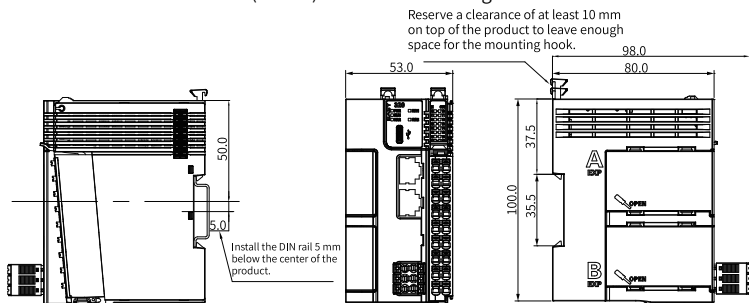 Reserve a clearance of at least 10 mm
on top of the product to leave enough
space for the mounting hook.
98.0
53.0
80.0
320
50.0
37.5
A
EXP
100.0
35.5
OPEN
5.0
Install the DIN rail 5 mm
below the center of the
product.
B
EXP
OPEN